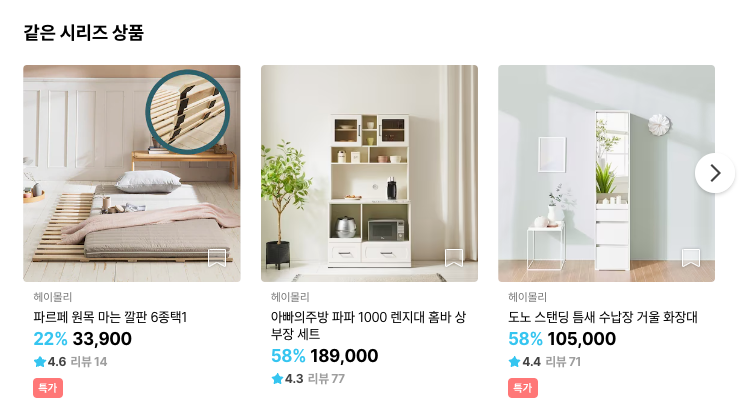 같은 시리즈 상품
헤이몰리
파르페 원목 마는 깔판 6종택1
22% 33,900
4.6 리뷰 14
특가
헤이몰리
아빠의주방 파파 1000 렌지대 홈바 상
부장 세트
58% 189,000
4.3 리뷰 77
헤이몰리
도노 스탠딩 틈새 수납장 거울 화장대
58% 105,000
4.4 리뷰 71
특가